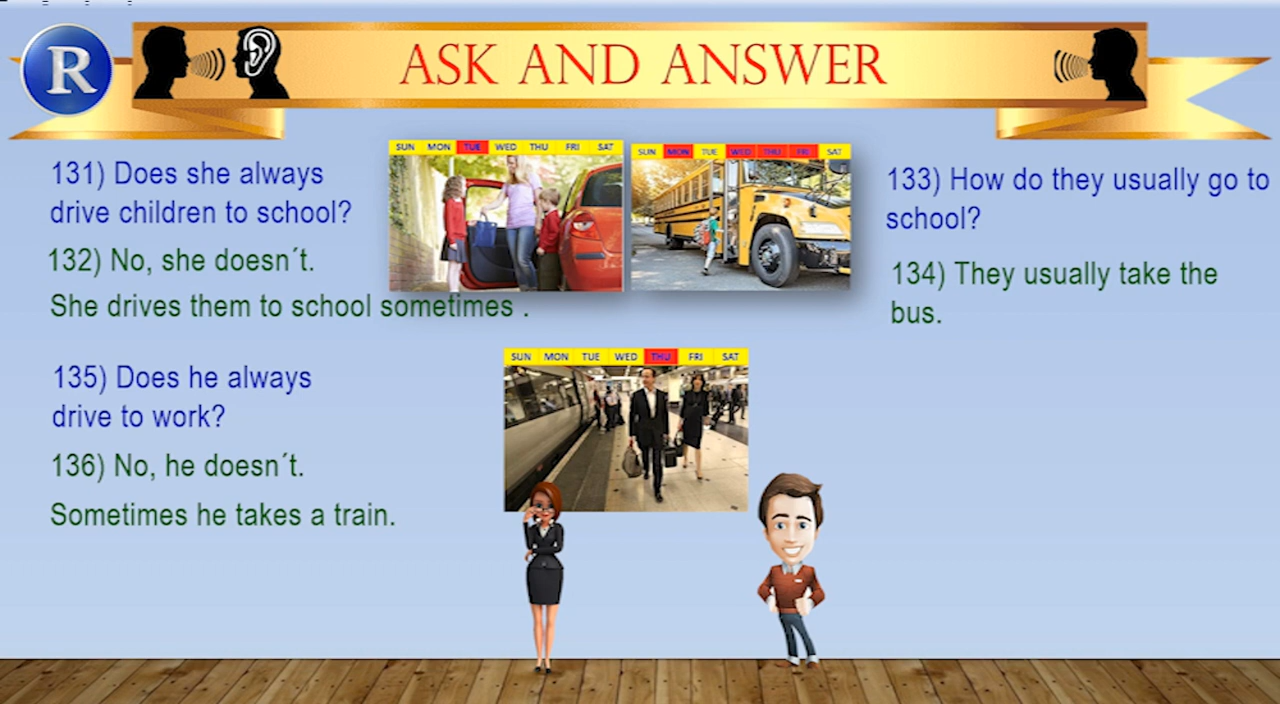 R
ASK AND ANSWER
131) Does she always
drive children to school?
132) No, she doesn´t.
She drives them to school sometimes .
SUN MON TUE WED THU FRI SAT
SUN MON TUE WED THU FRI SAT
133) How do they usually go to
school?
134) They usually take the
bus.
135) Does he always
drive to work?
136) No, he doesn´t.
Sometimes he takes a train.
SUN MON TUE WED THU FRI SAT